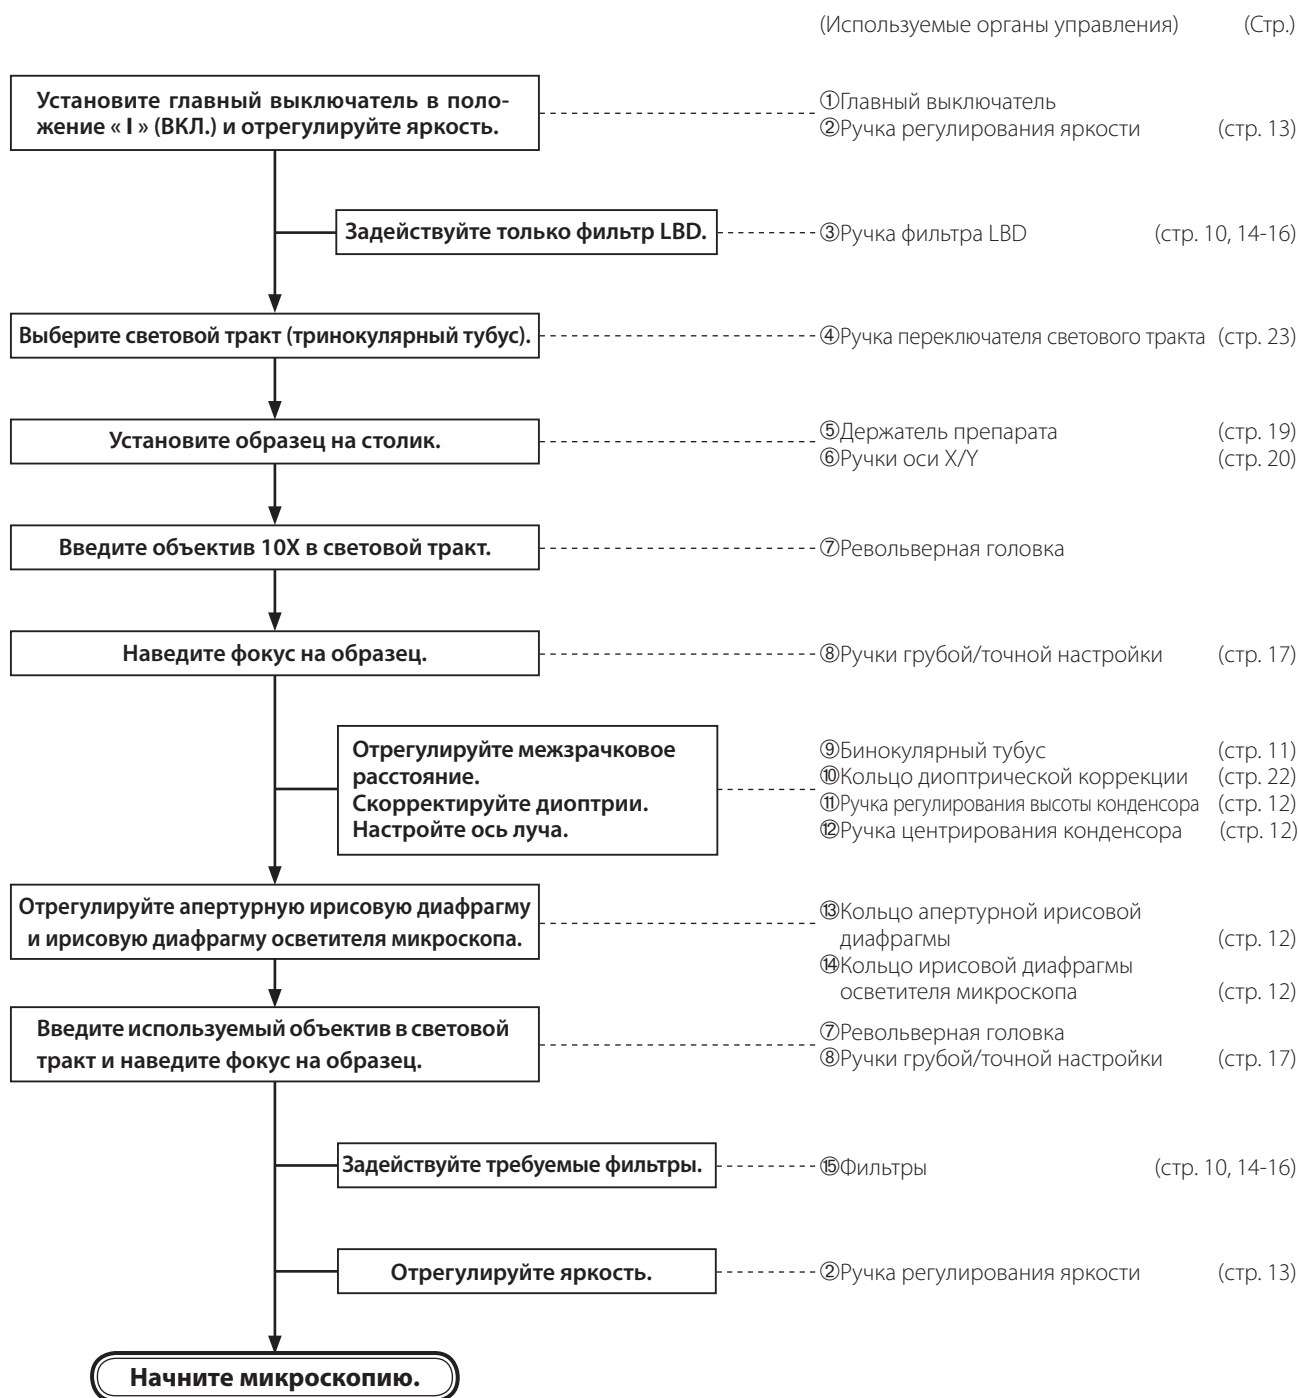 (Используемые органы управления) (Стр.)
Установите главный выключатель в поло-
жение « I » (ВКЛ.) и отрегулируйте яркость.
①Главный выключатель
②Ручка регулирования яркости (стр. 13)
Задействуйте только фильтр LBD.
③Ручка фильтра LBD (стр. 10, 14-16)
Выберите световой тракт (тринокулярный тубус).
④Ручка переключателя светового тракта (стр. 23)
Установите образец на столик.
⑤Держатель препарата (стр. 19)
⑥Ручки оси X/Y (стр. 20)
Введите объектив 10X в световой тракт.
⑦Револьверная головка
Наведите фокус на образец.
⑧Ручки грубой/точной настройки (стр. 17)
Отрегулируйте межзрачковое
расстояние.
Скорректируйте диоптрии.
Настройте ось луча.
⑨Бинокулярный тубус (стр. 11)
⑩Кольцо диоптрической коррекции (стр. 22)
⑪Ручка регулирования высоты конденсора (стр. 12)
⑫Ручка центрирования конденсора (стр. 12)
Отрегулируйте апертурную ирисовую диафрагму
и ирисовую диафрагму осветителя микроскопа.
⑬Кольцо апертурной ирисовой
диафрагмы (стр. 12)
⑭Кольцо ирисовой диафрагмы
осветителя микроскопа (стр. 12)
Введите используемый объектив в световой
тракт и наведите фокус на образец.
⑦Револьверная головка
⑧Ручки грубой/точной настройки (стр. 17)
Задействуйте требуемые фильтры.
⑮Фильтры (стр. 10, 14-16)
Отрегулируйте яркость.
②Ручка регулирования яркости (стр. 13)
Начните микроскопию.